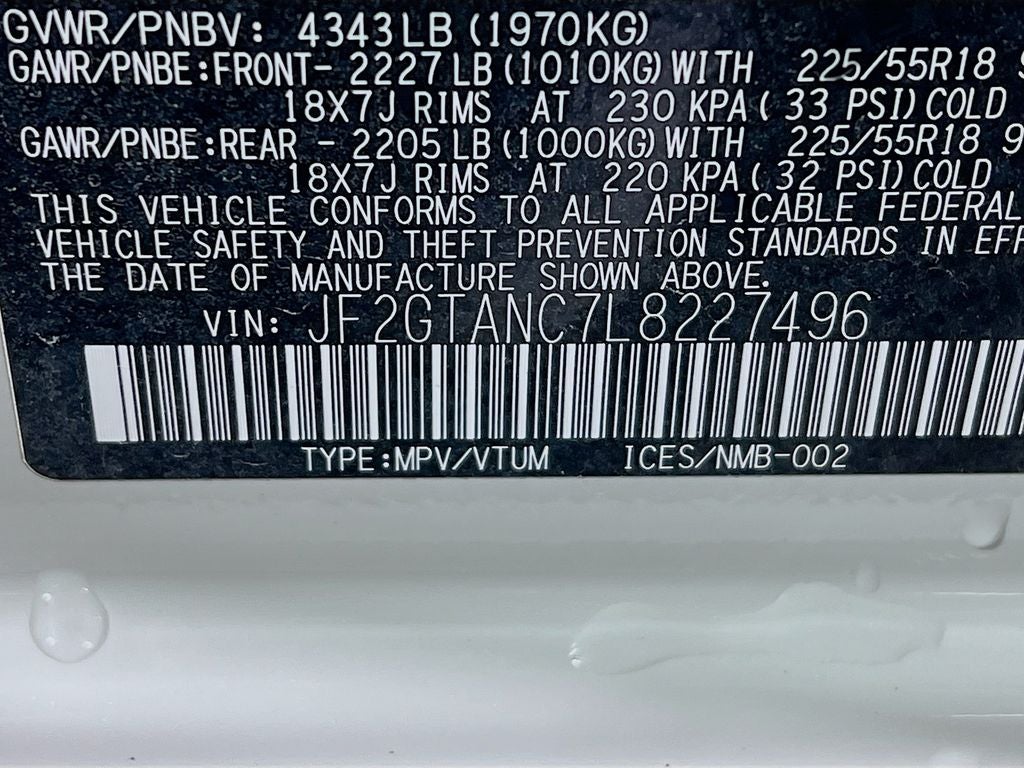 GVWR/PNBV: 4343LB (1970KG)
GAWR/PNBE:FRONT- 2227LB (1010KG) WITH 225/55R18
18X7J RIMS AT 230 KPA ( 33 PSI) COLD
GAWR/PNBE:REAR - 2205LB (1000KG) WITH 225/55R18 9
18X7J RIMS AT 220 KPA ( 32 PSI) COLD
THIS VEHICLE CONFORMS TO ALL APPLICABLE FEDERAL
VEHICLE SAFETY AND THEFT PREVENTION STANDARDS IN EFF
THE DATE OF MANUFACTURE SHOWN ABOVE.
VIN: JF2GTANC7L8227496
TYPE:MPV/VTUM ICES/NMB-002